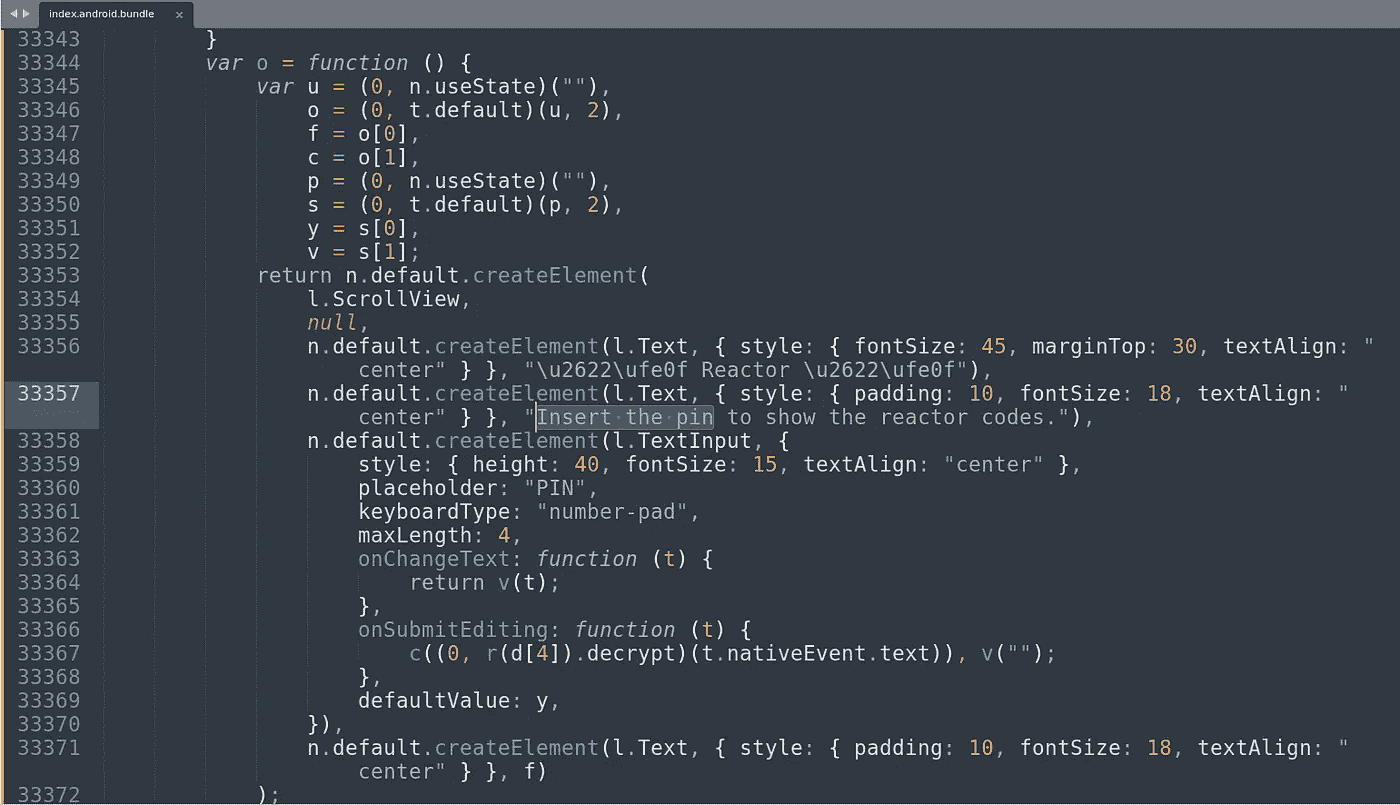 index.android.bundle ×
33343 }
33344 var o = function () {
33345 var u = (0, n.useState)(""),
33346 o = (0, t.default)(u, 2),
33347 f = o[0],
33348 c = o[1],
33349 p = (0, n.useState)(""),
33350 s = (0, t.default)(p, 2),
33351 y = s[0],
33352 v = s[1];
33353 return n.default.createElement(
33354 l.ScrollView,
33355 null,
33356 n.default.createElement(l.Text, { style: { fontSize: 45, marginTop: 30, textAlign: "
center" } }, "\u2622\ufe0f Reactor \u2622\ufe0f"),
33357 n.default.createElement(l.Text, { style: { padding: 10, fontSize: 18, textAlign: "
center" } }, "Insert the pin to show the reactor codes."),
33358 n.default.createElement(l.TextInput, {
33359 style: { height: 40, fontSize: 15, textAlign: "center" },
33360 placeholder: "PIN",
33361 keyboardType: "number-pad",
33362 maxLength: 4,
33363 onChangeText: function (t) {
33364 return v(t);
33365 },
33366 onSubmitEditing: function (t) {
33367 c((0, r(d[4]).decrypt)(t.nativeEvent.text)), v("");
33368 },
33369 defaultValue: y,
33370 }),
33371 n.default.createElement(l.Text, { style: { padding: 10, fontSize: 18, textAlign: "
center" } }, f)
33372 );